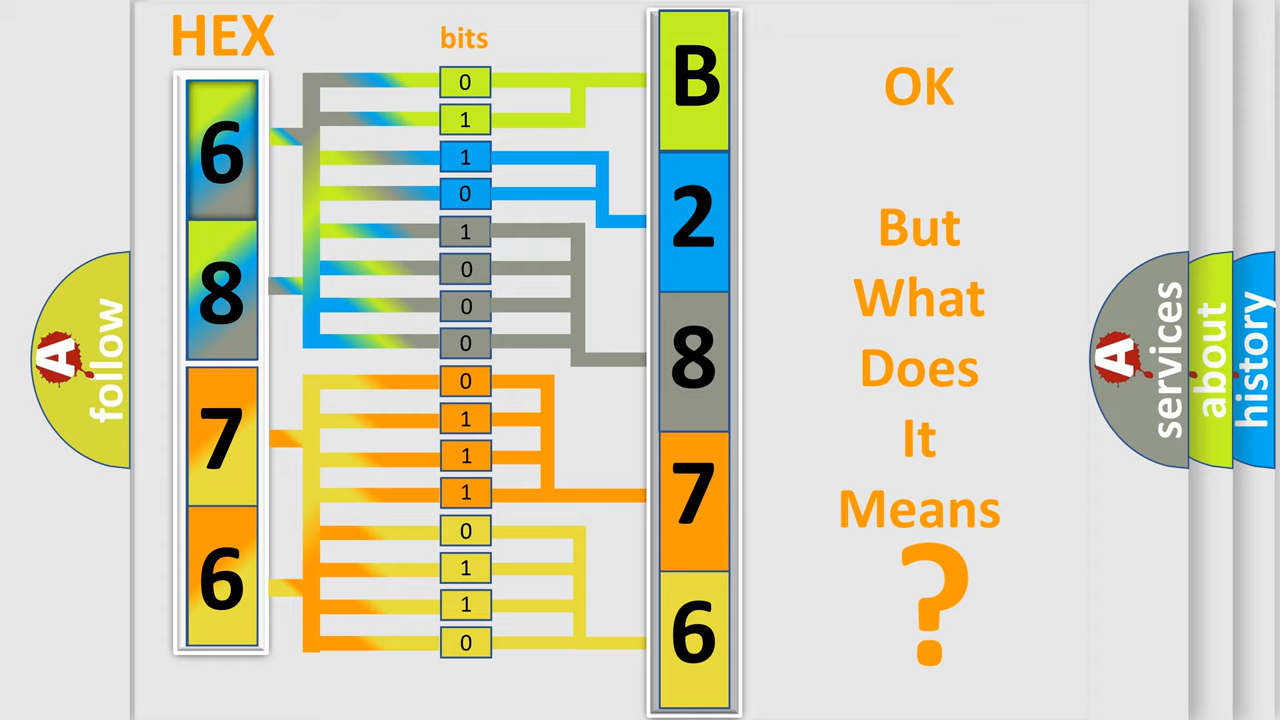 HEX
bits
6
8
7
6
0
1
1
0
1
0
0
0
0
1
1
1
0
1
1
0
B
2
8
7
6
OK
But
What
Does
It
Means
?
A
follow
A
services
about
history